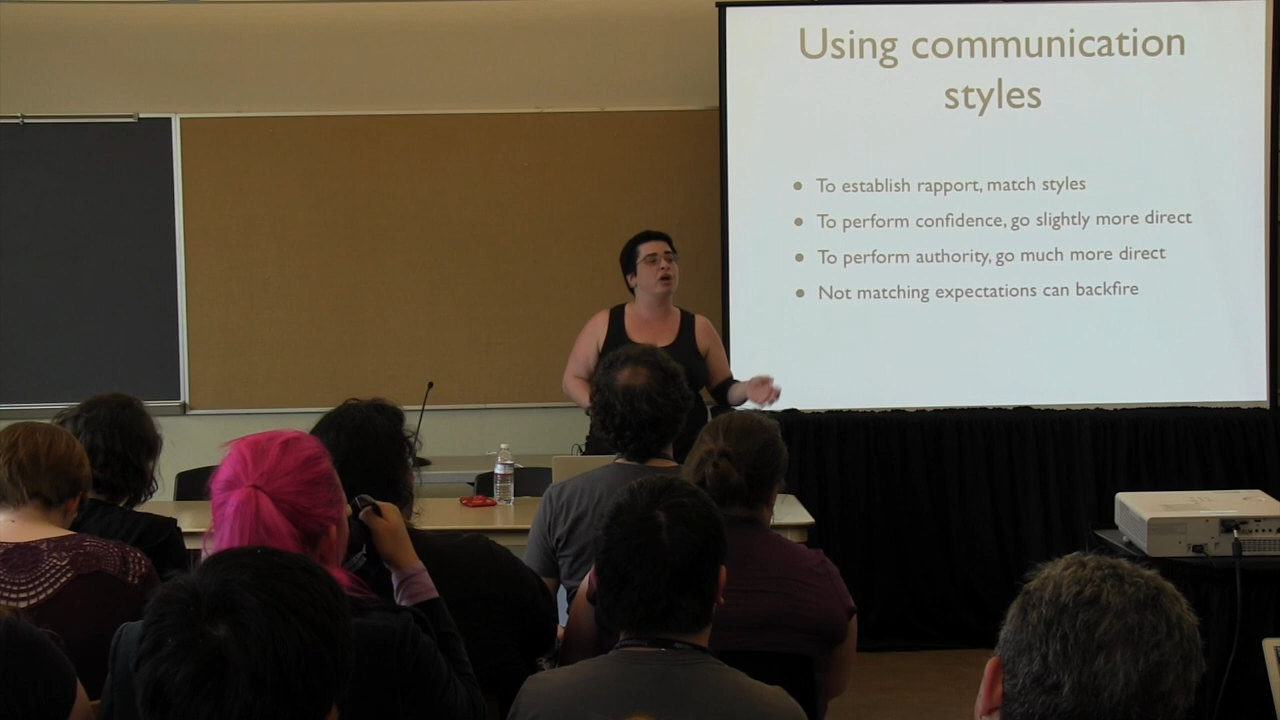 Using communication
styles
• To establish rapport, match styles
• To perform confidence, go slightly more direct
• To perform authority, go much more direct
• Not matching expectations can backfire